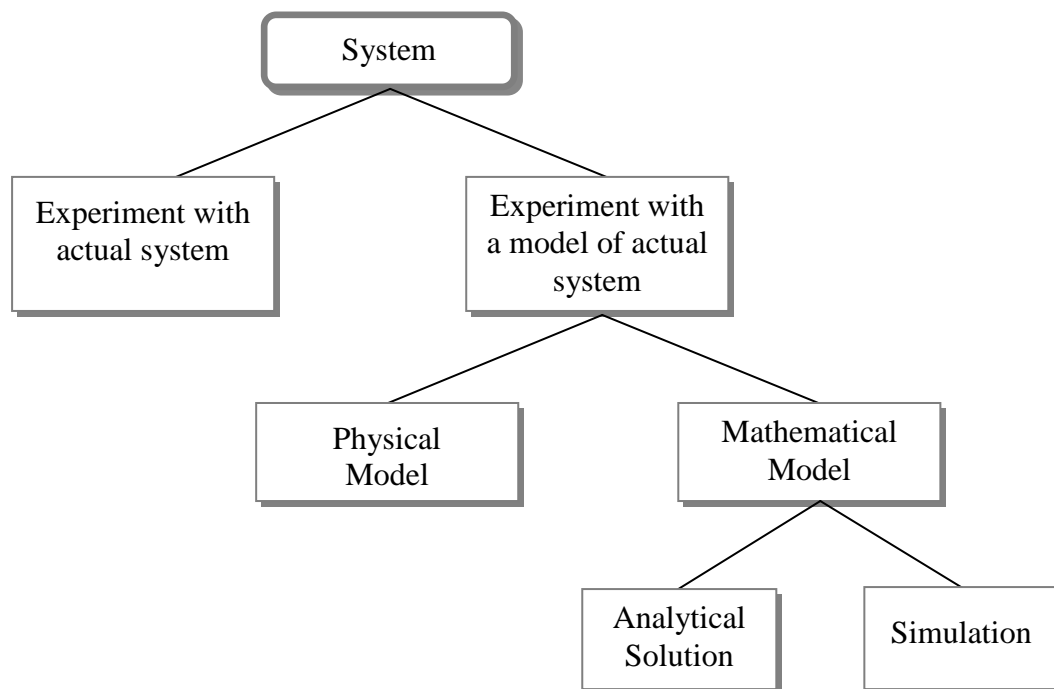 System
Experiment with
actual system
Experiment with
a model of actual
system
Physical
Model
Mathematical
Model
Analytical
Solution
Simulation